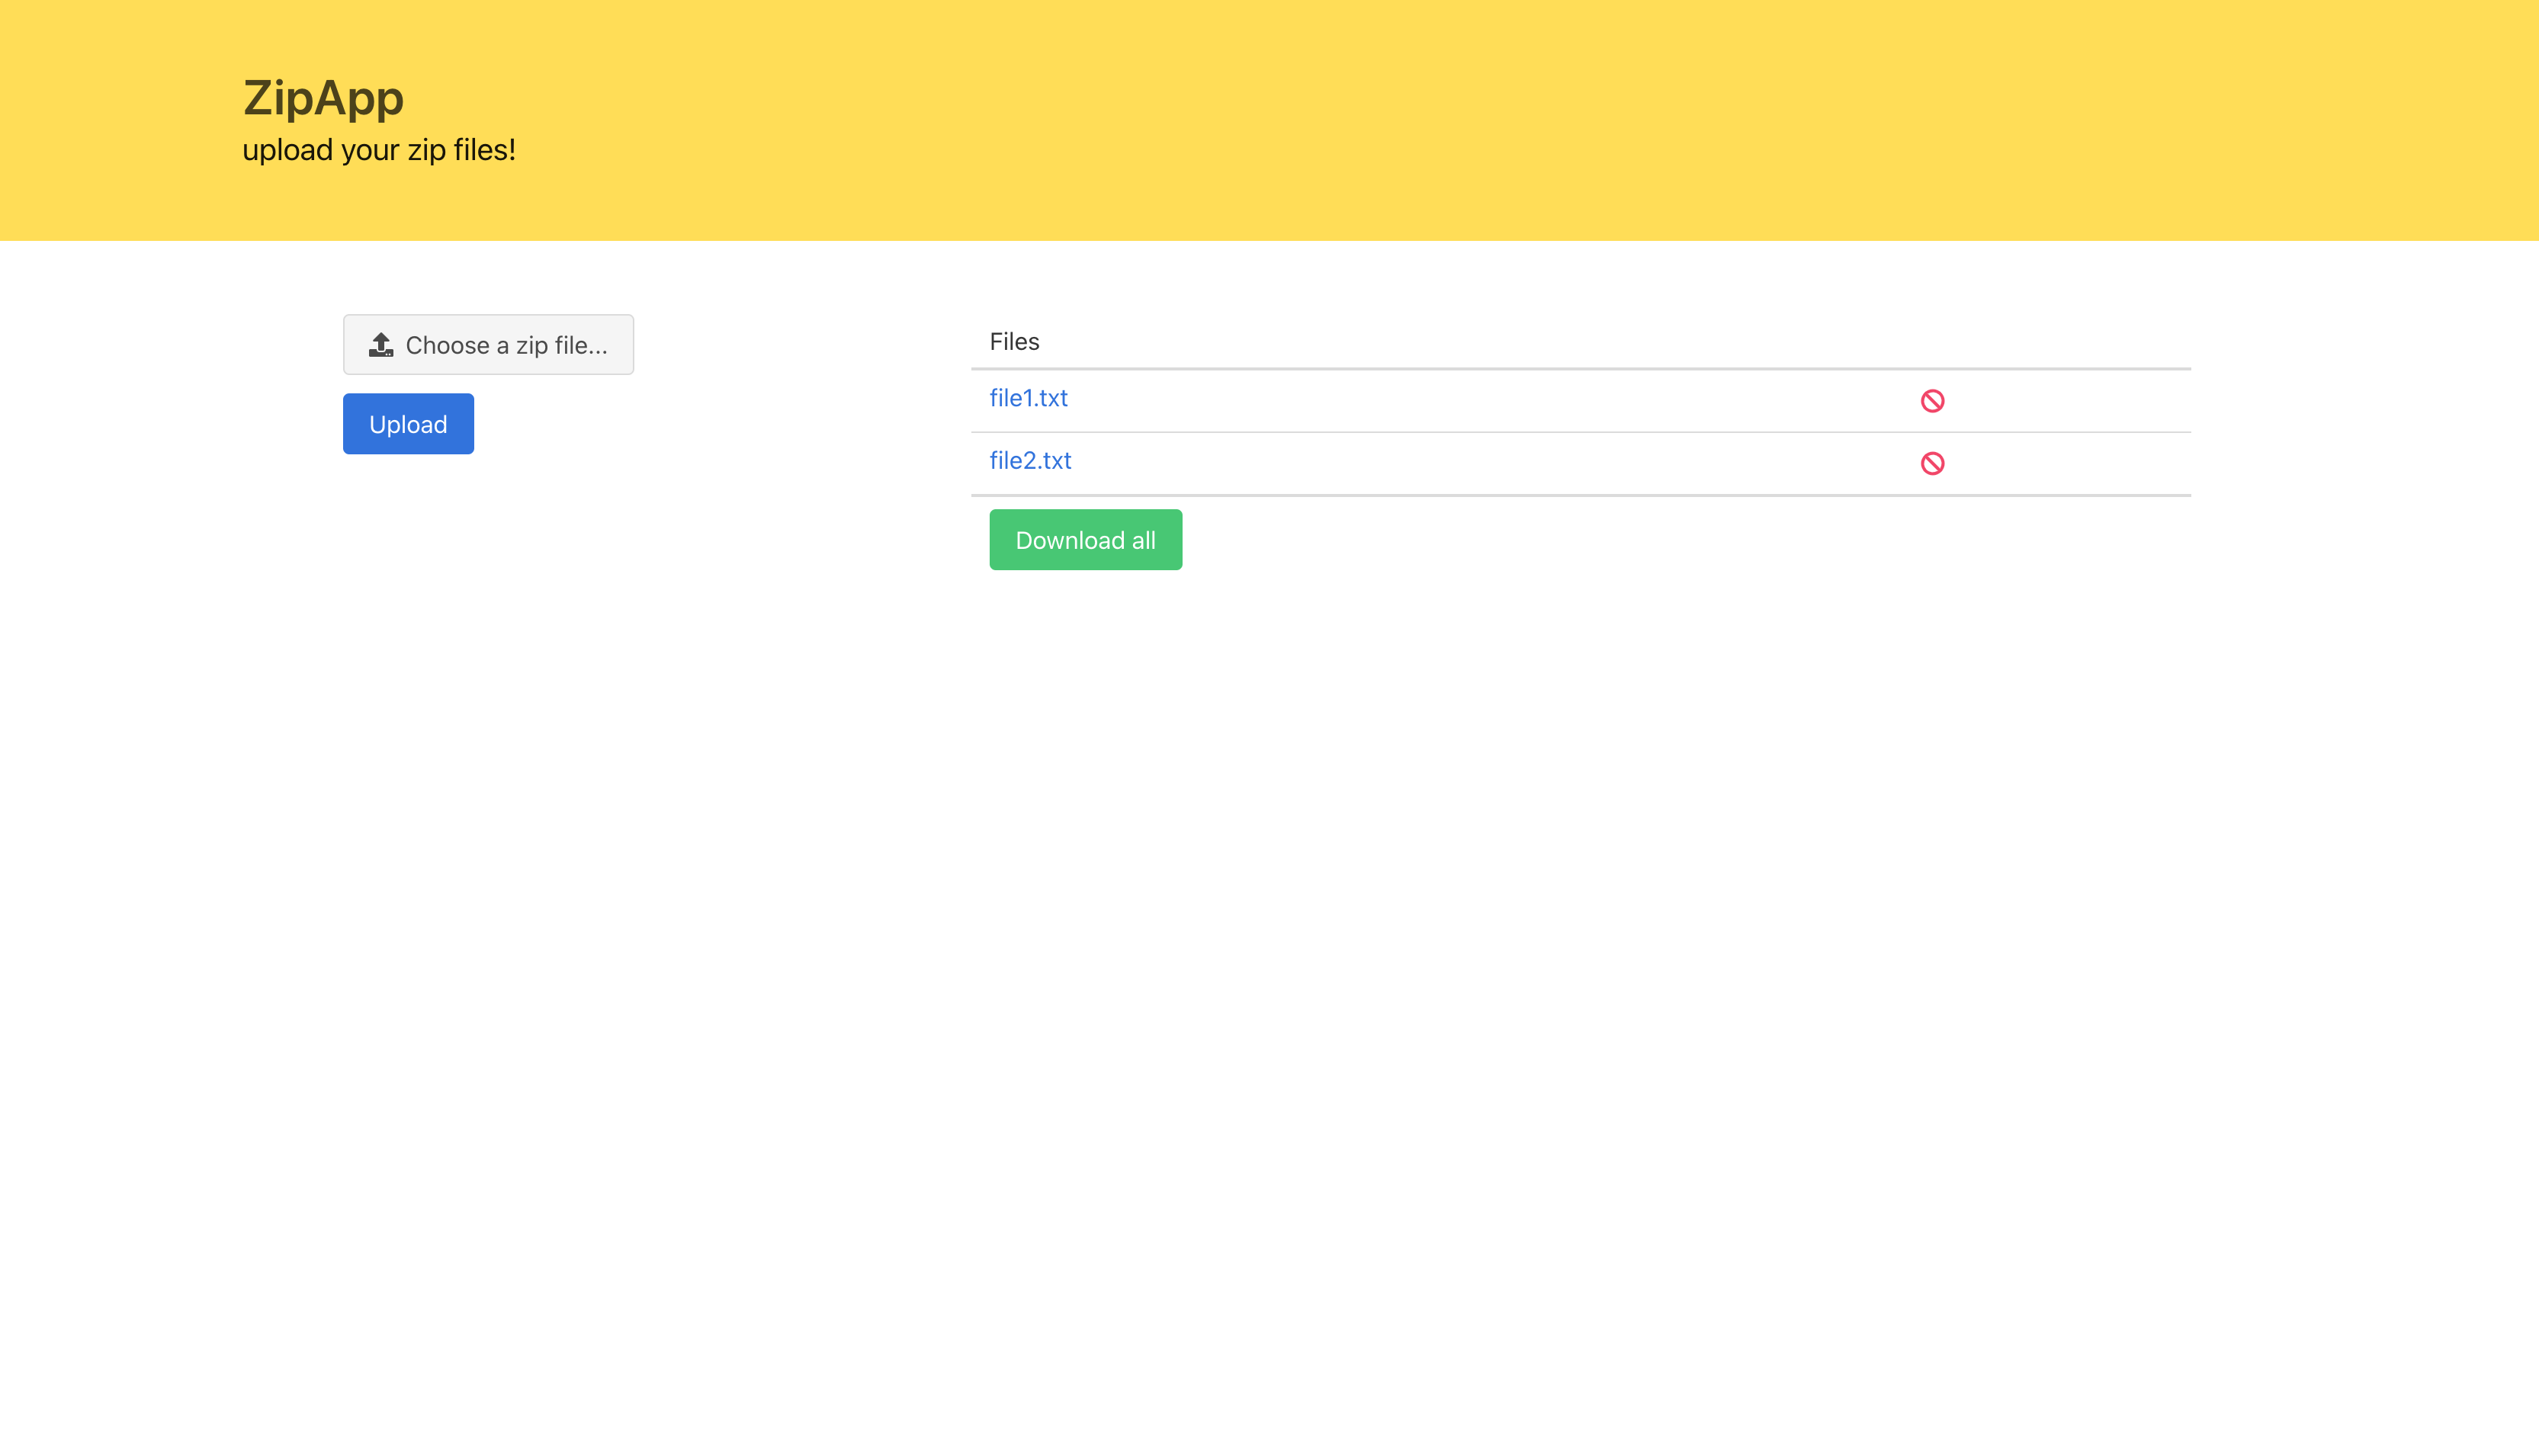 ZipApp
upload your zip files!
Choose a zip file...
Upload
Files
file1.txt
file2.txt
Download all